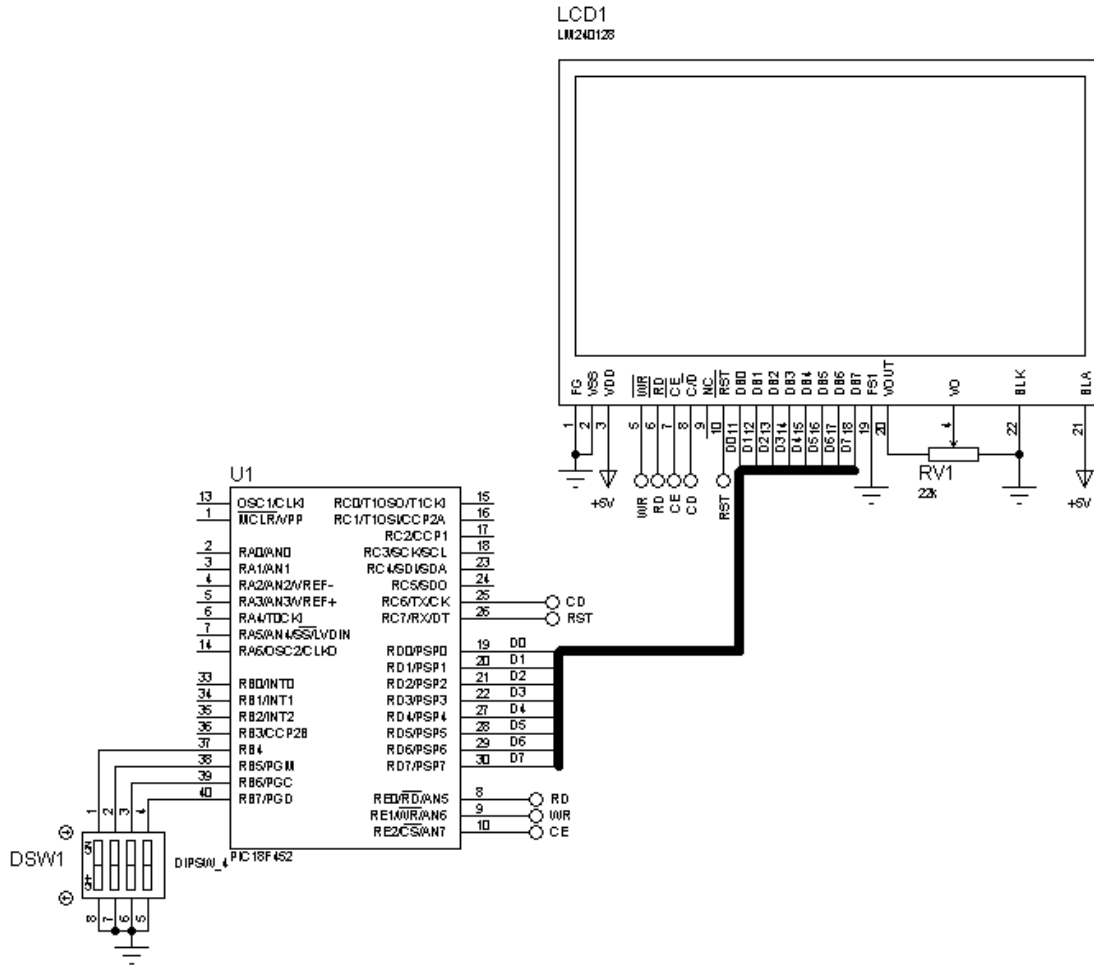 LCD1
LM240128
FG
VSS
VDD
WR
RD
CE
C/D
NC
RST
DB0
DB1
DB2
DB3
DB4
DB5
DB6
DB7
FS1
VOUT
VO
BLK
BLA
1
2
3
5
6
7
8
9
10
D0 11
D1 12
D2 13
D3 14
D4 15
D5 16
D6 17
D7 18
19
20
4
22
21
+5V
WR
RD
CE
CD
RST
RV1
22k
+5V
U1
13 OSC1/CLKI RC0/T1OSO/T1CKI 15
1 MCLR/VPP RC1/T1OSI/CCP2A 16
RC2/CCP1 17
2 RA0/AN0 RC3/SCK/SCL 18
3 RA1/AN1 RC4/SDI/SDA 23
4 RA2/AN2/VREF- RC5/SDO 24
5 RA3/AN3/VREF+ RC6/TX/CK 25 CD
6 RA4/T0CKI RC7/RX/DT 26 RST
7 RA5/AN4/SS/LVDIN
14 RA6/OSC2/CLKO RD0/PSP0 19 D0
RD1/PSP1 20 D1
33 RB0/INT0 RD2/PSP2 21 D2
34 RB1/INT1 RD3/PSP3 22 D3
35 RB2/INT2 RD4/PSP4 27 D4
36 RB3/CCP2B RD5/PSP5 28 D5
37 RB4 RD6/PSP6 29 D6
38 RB5/PGM RD7/PSP7 30 D7
39 RB6/PGC
40 RB7/PGD RE0/RD/AN5 8 RD
RE1/WR/AN6 9 WR
RE2/CS/AN7 10 CE
PIC18F452
1
2
3
4
DSW1
ON
DIPSW_4
8
7
6
5